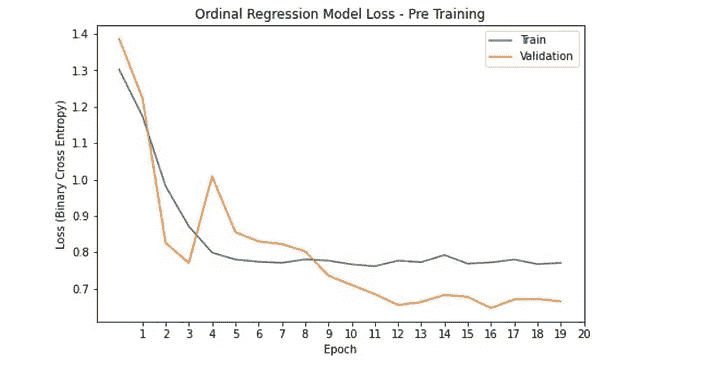 Ordinal Regression Model Loss - Pre Training
Train
Validation
Loss (Binary Cross Entropy)
1.4
1.3
1.2
1.1
1.0
0.9
0.8
0.7
1 2 3 4 5 6 7 8 9 10 11 12 13 14 15 16 17 18 19 20
Epoch